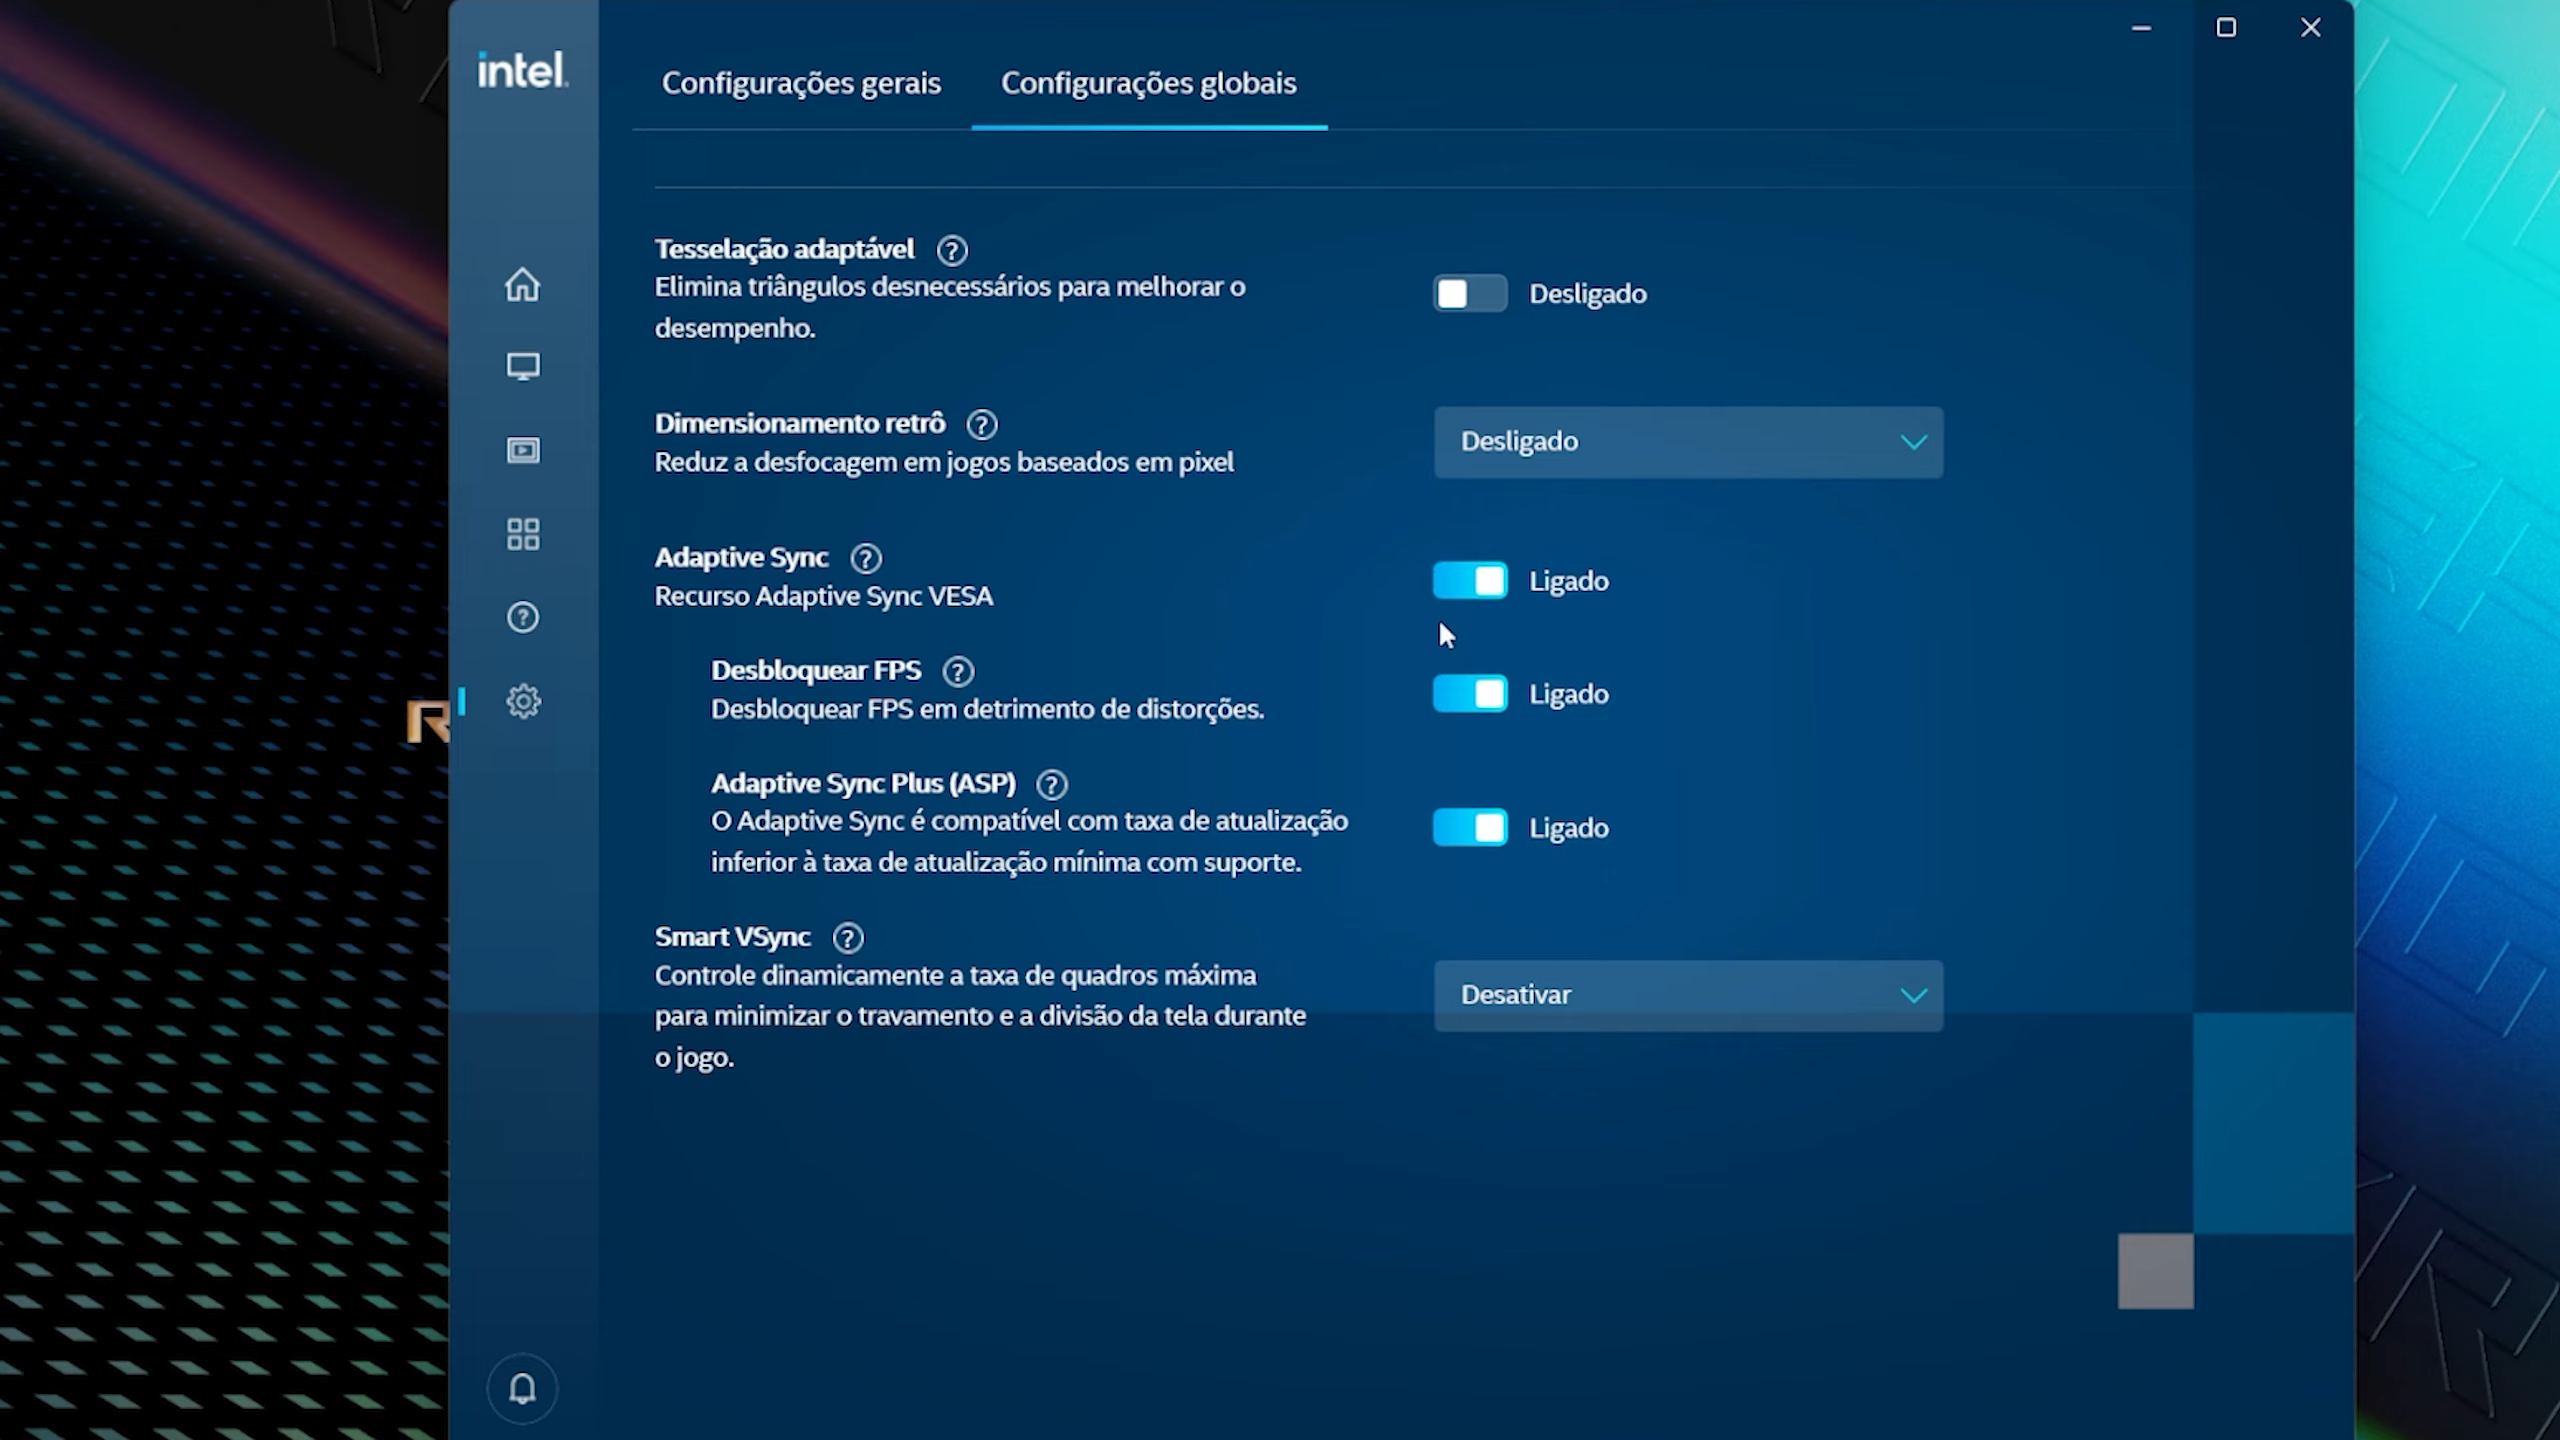 intel.
Configurações gerais
Configurações globais
Tesselação adaptável
Elimina triângulos desnecessários para melhorar o
desempenho.
Desligado
Dimensionamento retrô
Reduz a desfocagem em jogos baseados em pixel
Desligado
Adaptive Sync
Recurso Adaptive Sync VESA
Ligado
Desbloquear FPS
Desbloquear FPS em detrimento de distorções.
Ligado
Adaptive Sync Plus (ASP)
O Adaptive Sync é compatível com taxa de atualização
inferior à taxa de atualização mínima com suporte.
Ligado
Smart VSync
Controle dinamicamente a taxa de quadros máxima
para minimizar o travamento e a divisão da tela durante
o jogo.
Desativar